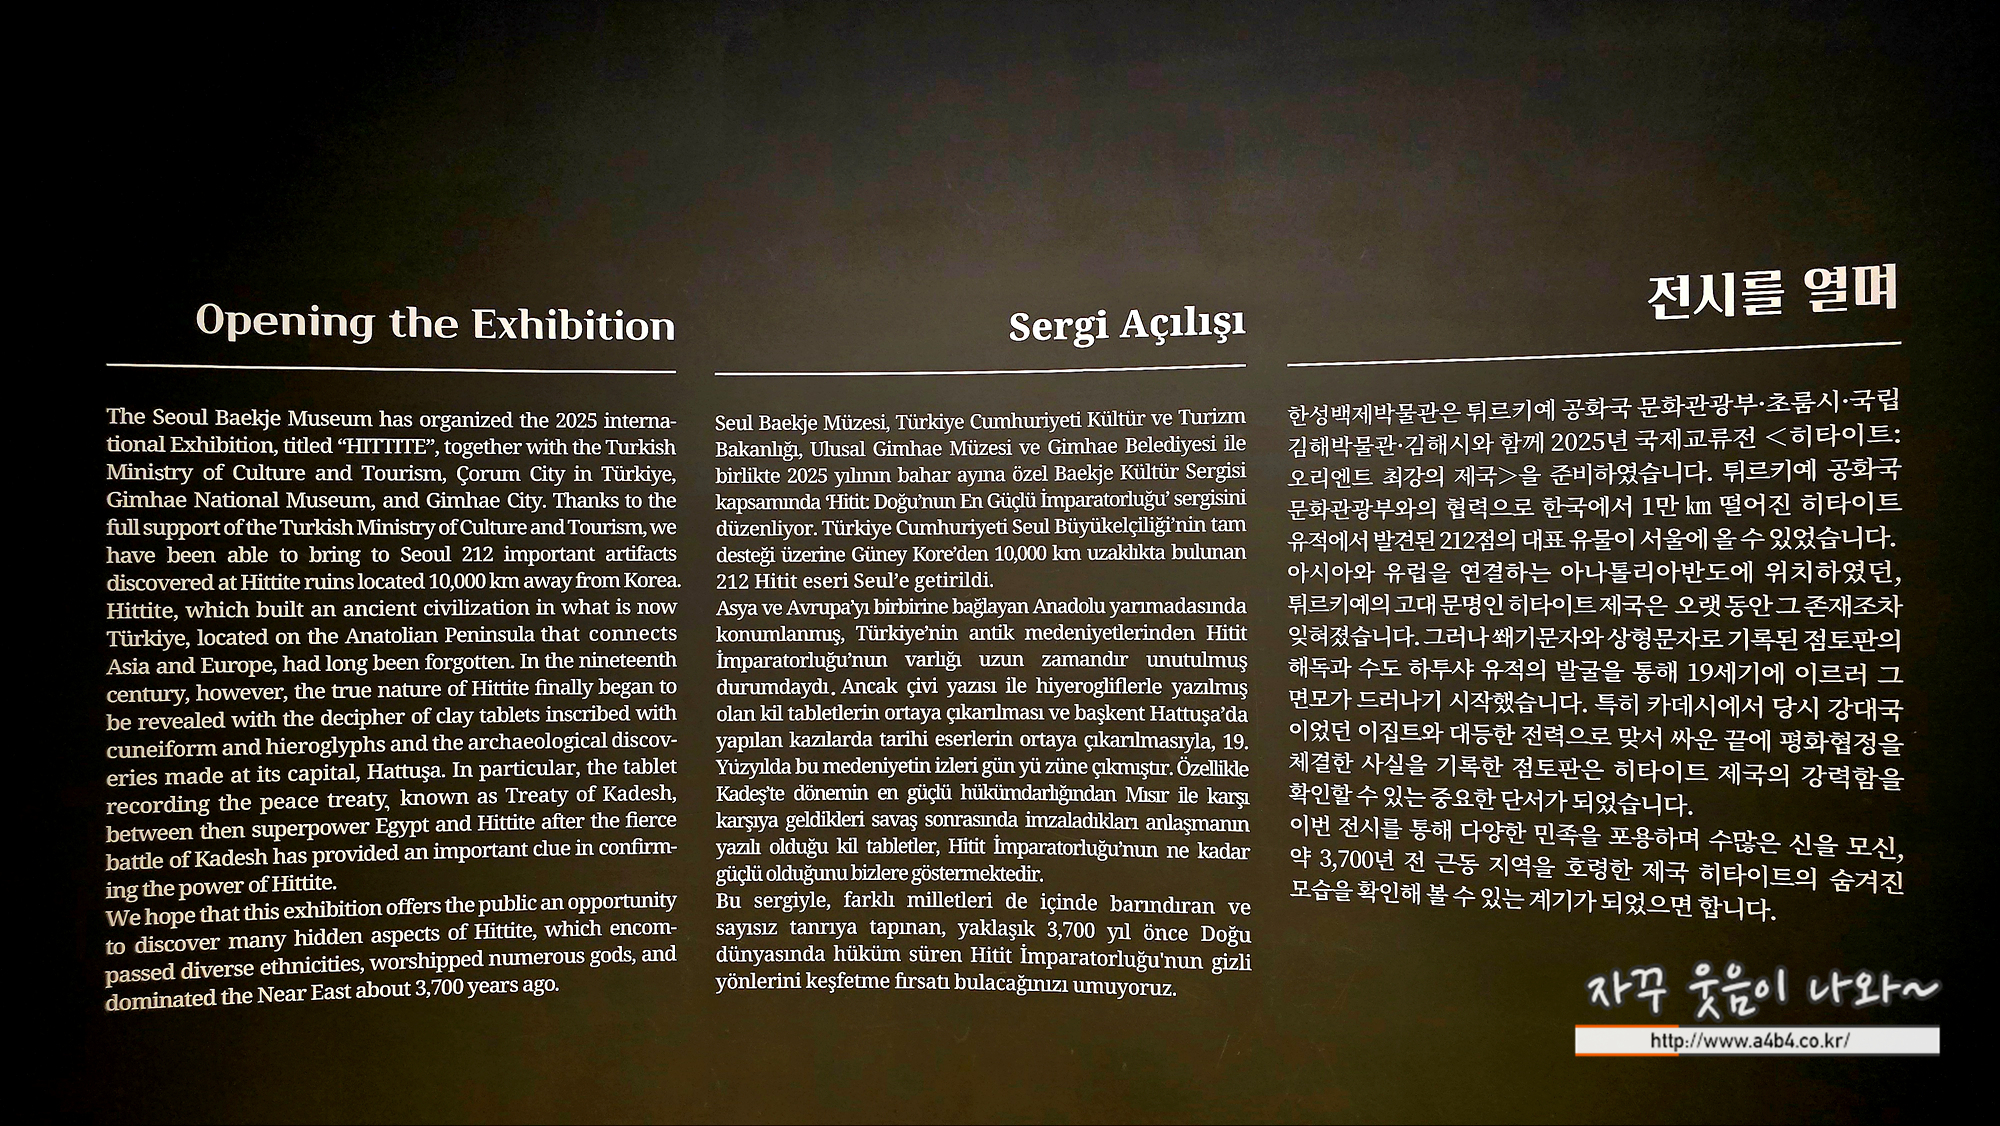 Opening the Exhibition
The Seoul Baekje Museum has organized the 2025 interna-
tional Exhibition, titled “HITTITE”, together with the Turkish
Ministry of Culture and Tourism, Çorum City in Türkiye,
Gimhae National Museum, and Gimhae City. Thanks to the
full support of the Turkish Ministry of Culture and Tourism, we
have been able to bring to Seoul 212 important artifacts
discovered at Hittite ruins located 10,000 km away from Korea.
Hittite, which built an ancient civilization in what is now
Türkiye, located on the Anatolian Peninsula that connects
Asia and Europe, had long been forgotten. In the nineteenth
century, however, the true nature of Hittite finally began to
be revealed with the decipher of clay tablets inscribed with
cuneiform and hieroglyphs and the archaeological discov-
eries made at its capital, Hattuşa. In particular, the tablet
recording the peace treaty, known as Treaty of Kadesh,
between then superpower Egypt and Hittite after the fierce
battle of Kadesh has provided an important clue in confirm-
ing the power of Hittite.
We hope that this exhibition offers the public an opportunity
to discover many hidden aspects of Hittite, which encom-
passed diverse ethnicities, worshipped numerous gods, and
dominated the Near East about 3,700 years ago.
Sergi Açılışı
Seul Baekje Müzesi, Türkiye Cumhuriyeti Kültür ve Turizm
Bakanlığı, Ulusal Gimhae Müzesi ve Gimhae Belediyesi ile
birlikte 2025 yılının bahar ayına özel Baekje Kültür Sergisi
kapsamında ‘Hitit: Doğu’nun En Güçlü İmparatorluğu’ sergisini
düzenliyor. Türkiye Cumhuriyeti Seul Büyükelçiliği’nin tam
desteği üzerine Güney Kore’den 10,000 km uzaklıkta bulunan
212 Hitit eseri Seul’e getirildi.
Asya ve Avrupa’yı birbirine bağlayan Anadolu yarımadasında
konumlanmış, Türkiye’nin antik medeniyetlerinden Hitit
İmparatorluğu’nun varlığı uzun zamandır unutulmuş
durumdaydı. Ancak çivi yazısı ile hiyerogliflerle yazılmış
olan kil tabletlerin ortaya çıkarılması ve başkent Hattuşa’da
yapılan kazılarda tarihi eserlerin ortaya çıkarılmasıyla, 19.
Yüzyılda bu medeniyetin izleri gün yü züne çıkmıştır. Özellikle
Kadeş’te dönemin en güçlü hükümdarlığından Mısır ile karşı
karşıya geldikleri savaş sonrasında imzaladıkları anlaşmanın
yazılı olduğu kil tabletler, Hitit İmparatorluğu’nun ne kadar
güçlü olduğunu bizlere göstermektedir.
Bu sergiyle, farklı milletleri de içinde barındıran ve
sayısız tanrıya tapınan, yaklaşık 3,700 yıl önce Doğu
dünyasında hüküm süren Hitit İmparatorluğu'nun gizli
yönlerini keşfetme fırsatı bulacağınızı umuyoruz.
전시를 열며
한성백제박물관은 튀르키예 공화국 문화관광부·초룸시·국립
김해박물관·김해시와 함께 2025년 국제교류전 <히타이트:
오리엔트 최강의 제국>을 준비하였습니다. 튀르키예 공화국
문화관광부와의 협력으로 한국에서 1만 km 떨어진 히타이트
유적에서 발견된 212점의 대표 유물이 서울에 올 수 있었습니다.
아시아와 유럽을 연결하는 아나톨리아반도에 위치하였던,
튀르키예의 고대 문명인 히타이트 제국은 오랫 동안 그 존재조차
잊혀졌습니다. 그러나 쐐기문자와 상형문자로 기록된 점토판의
해독과 수도 하투샤 유적의 발굴을 통해 19세기에 이르러 그
면모가 드러나기 시작했습니다. 특히 카데시에서 당시 강대국
이었던 이집트와 대등한 전력으로 맞서 싸운 끝에 평화협정을
체결한 사실을 기록한 점토판은 히타이트 제국의 강력함을
확인할 수 있는 중요한 단서가 되었습니다.
이번 전시를 통해 다양한 민족을 포용하며 수많은 신을 모신,
약 3,700년 전 근동 지역을 호령한 제국 히타이트의 숨겨진
모습을 확인해 볼 수 있는 계기가 되었으면 합니다.
자꾸 웃음이 나와~
http://www.a4b4.co.kr/